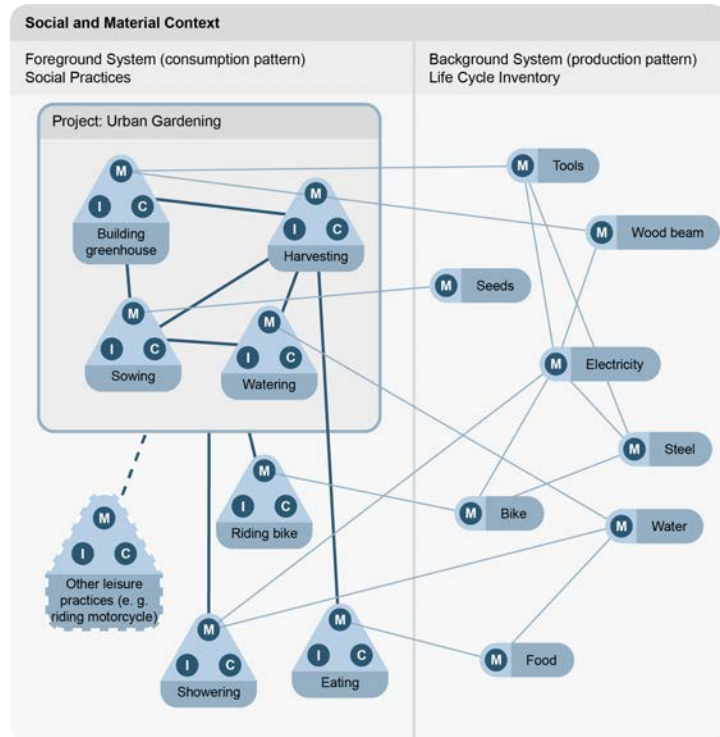 Social and Material Context
Foreground System (consumption pattern)
Social Practices
Background System (production pattern)
Life Cycle Inventory
Project: Urban Gardening
M
I C
Building
greenhouse
M
I C
Harvesting
M
I C
Sowing
M
I C
Watering
M
I C
Riding bike
M
I C
Other leisure
practices (e. g.
riding motorcycle)
M
I C
Showering
M
I C
Eating
M Tools
M Wood beam
M Seeds
M Electricity
M Steel
M Bike
M Water
M Food